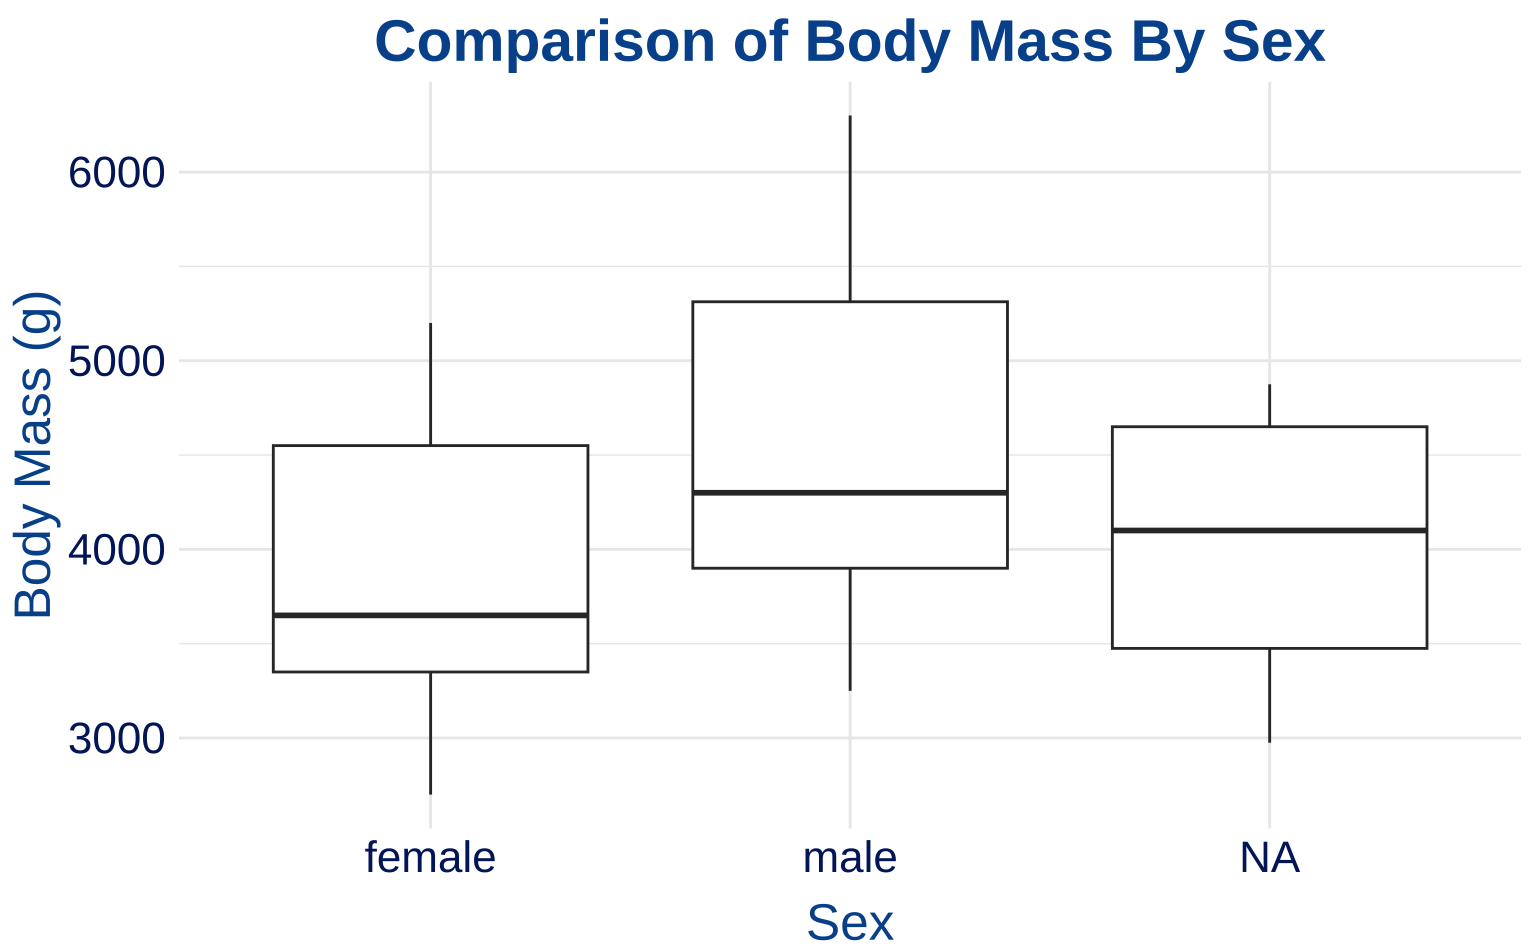 Comparison of Body Mass By Sex
Body Mass (g)
6000
5000
4000
3000
female male NA
Sex